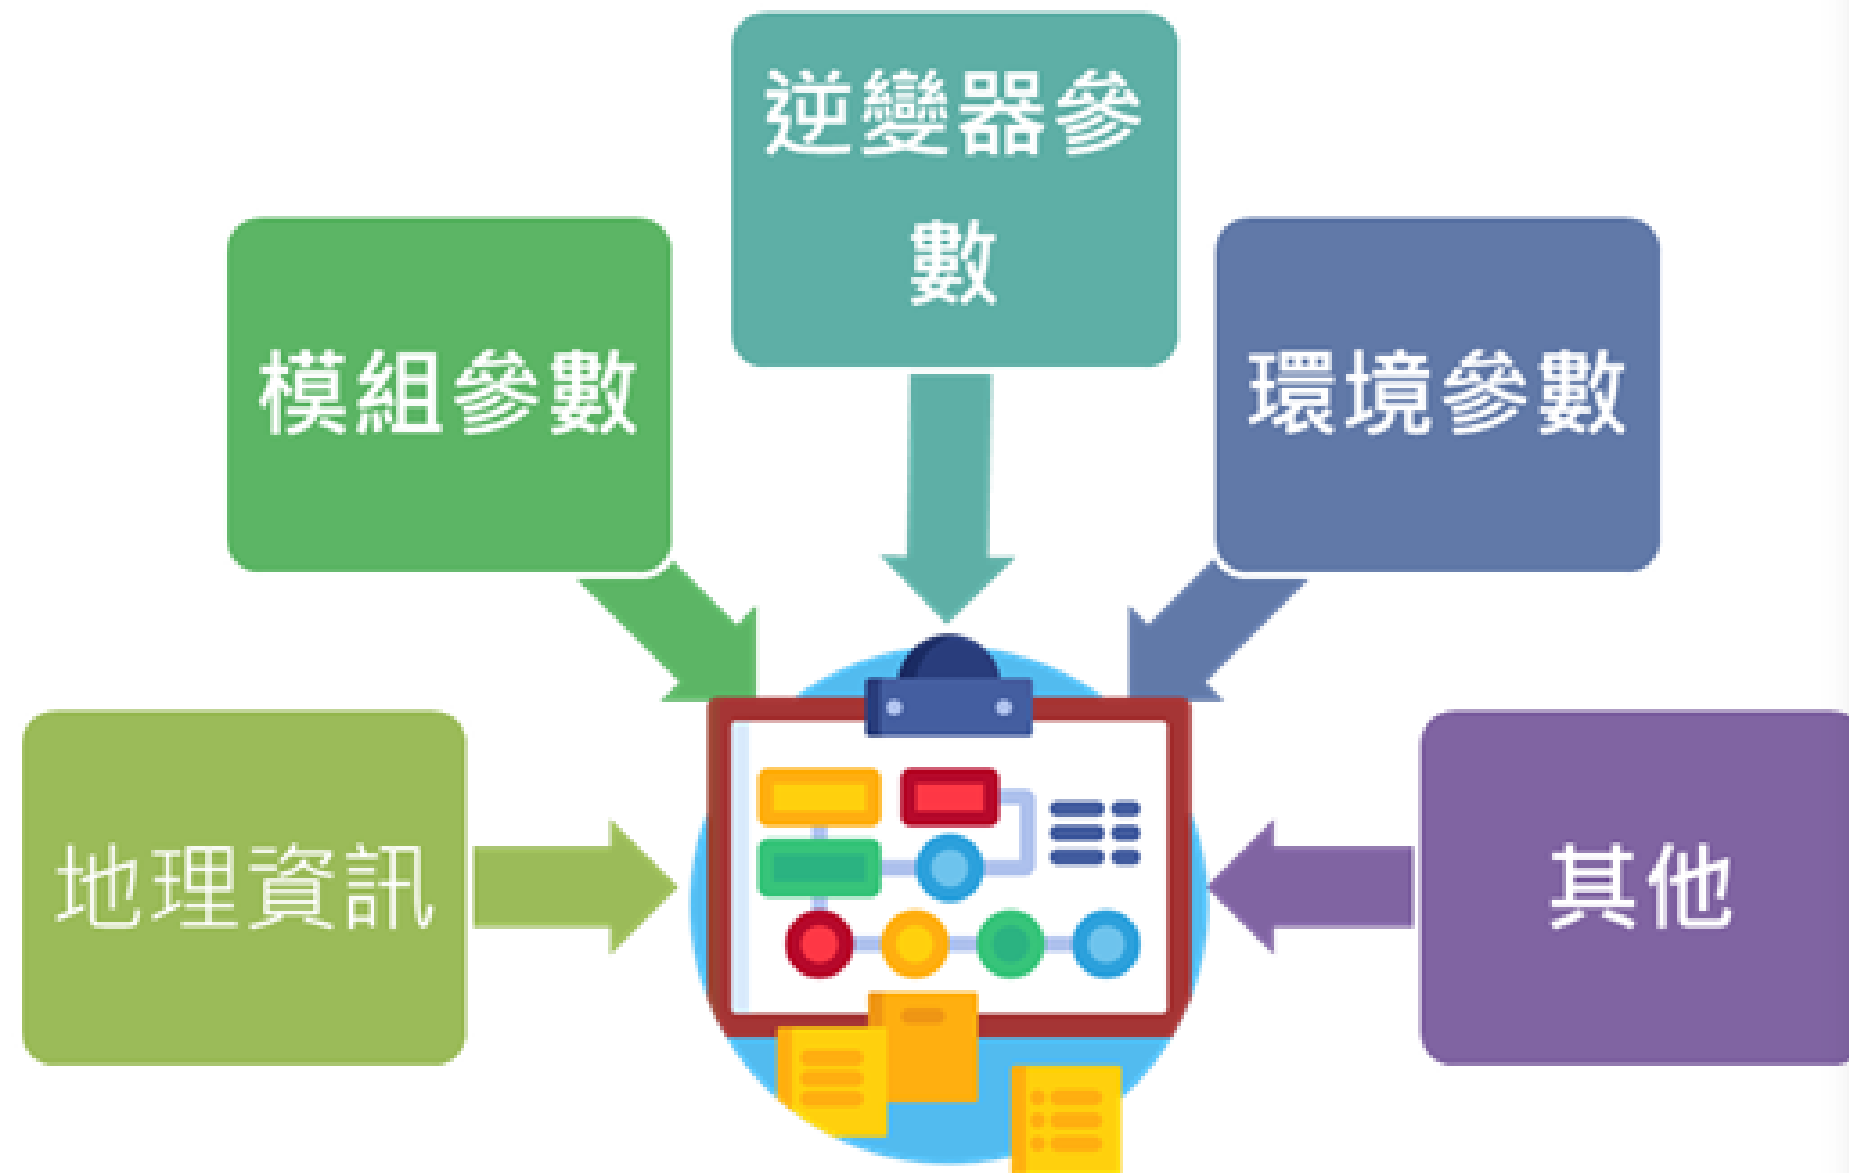 逆變器參
數
模組參數
環境參數
地理資訊
其他